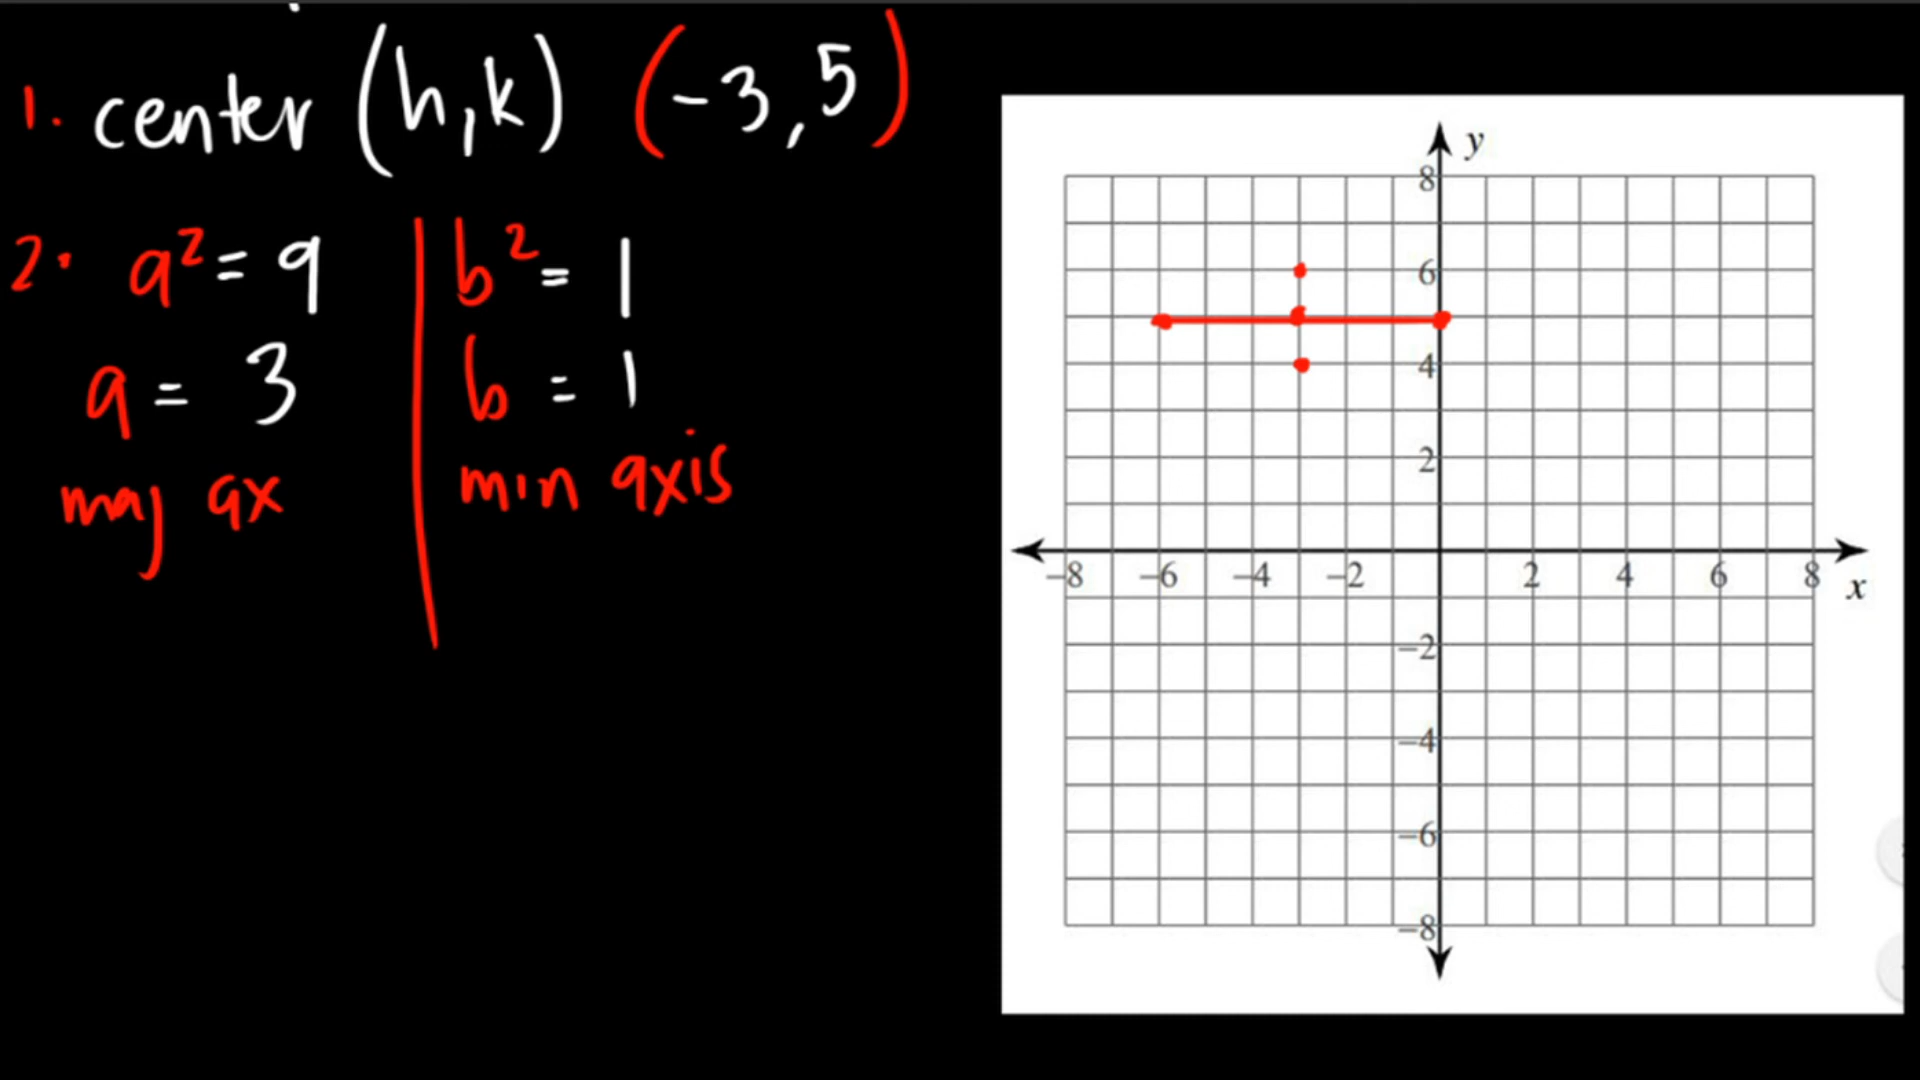 1. center (h,k) (-3,5)
2. a² = 9
a = 3
maj ax
b² = 1
b = 1
min axis
y
8
6
4
2
-8 -6 -4 -2 2 4 6 8
x
-2
-4
-6
-8